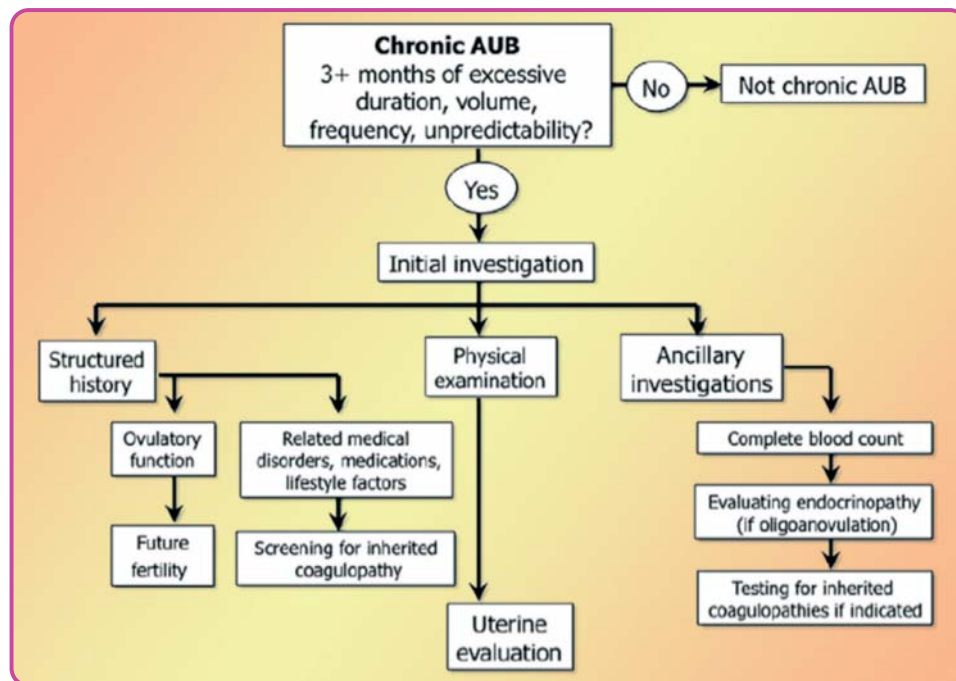 Chronic AUB
3+ months of excessive
duration, volume,
frequency, unpredictability?
No
Not chronic AUB
Yes
Initial investigation
Structured
history
Physical
examination
Ancillary
investigations
Ovulatory
function
Related medical
disorders, medications,
lifestyle factors
Complete blood count
Future
fertility
Screening for inherited
coagulopathy
Evaluating endocrinopathy
(if oligoanovulation)
Testing for inherited
coagulopathies if indicated
Uterine
evaluation